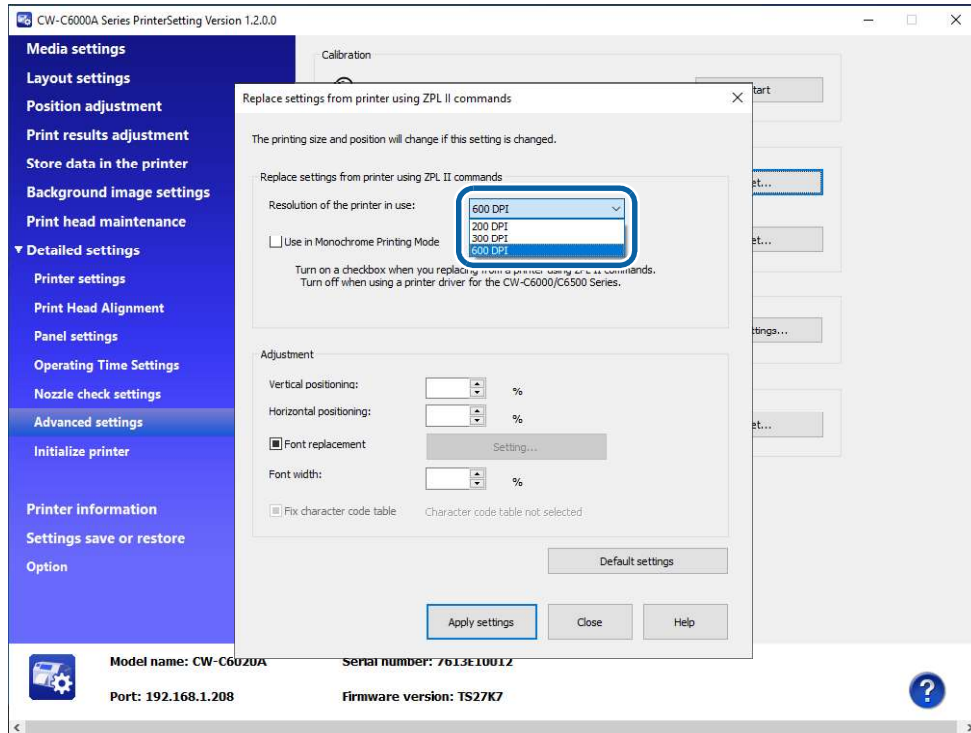 CW-C6000A Series PrinterSetting Version 1.2.0.0
Media settings
Layout settings
Position adjustment
Print results adjustment
Store data in the printer
Background image settings
Print head maintenance
Detailed settings
Printer settings
Print Head Alignment
Panel settings
Operating Time Settings
Nozzle check settings
Advanced settings
Initialize printer
Printer information
Settings save or restore
Option
Calibration
tart
et...
et...
ttings...
et...
Replace settings from printer using ZPL II commands
The printing size and position will change if this setting is changed.
Replace settings from printer using ZPL II commands
Resolution of the printer in use:
600 DPI
200 DPI
300 DPI
600 DPI
Use in Monochrome Printing Mode
Turn on a checkbox when you replacing from a printer using ZPL II commands.
Turn off when using a printer driver for the CW-C6000/C6500 Series.
Adjustment
Vertical positioning:
%
Horizontal positioning:
%
Font replacement
Setting...
Font width:
%
Fix character code table
Character code table not selected
Default settings
Apply settings
Close
Help
Model name: CW-C6020A
Serial number: 7613E10012
Port: 192.168.1.208
Firmware version: TS27K7
?